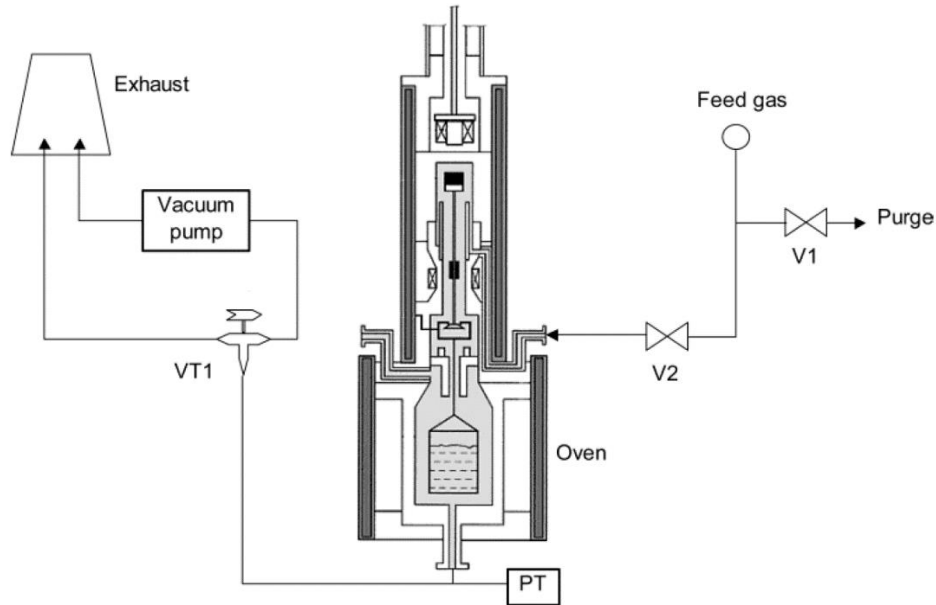 Exhaust
Feed gas
Vacuum
pump
Purge
V1
VT1
V2
Oven
PT